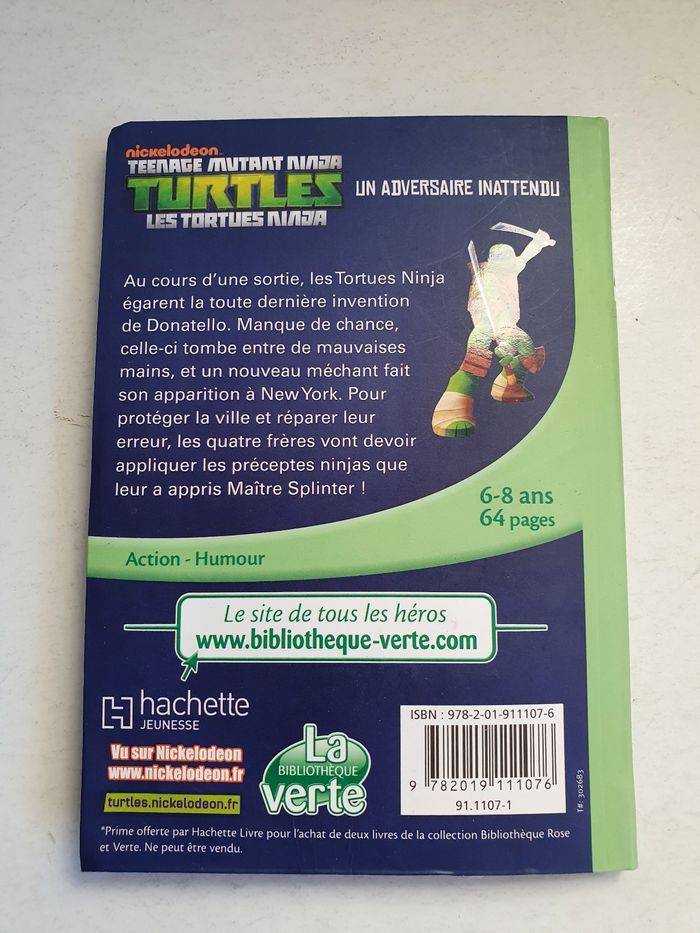 nickelodeon
TEENAGE MUTANT NINJA
TURTLES
LES TORTUES NINJA
UN ADVERSAIRE INATTENDU
Au cours d'une sortie, les Tortues Ninja
égarent la toute dernière invention
de Donatello. Manque de chance,
celle-ci tombe entre de mauvaises
mains, et un nouveau méchant fait
son apparition à New York. Pour
protéger la ville et réparer leur
erreur, les quatre frères vont devoir
appliquer les préceptes ninjas que
leur a appris Maître Splinter !
6-8 ans
64 pages
Action - Humour
Le site de tous les héros
www.bibliotheque-verte.com
hachette
JEUNESSE
Vu sur Nickelodeon
www.nickelodeon.fr
turtles.nickelodeon.fr
La
BIBLIOTHÈQUE
verte
ISBN : 978-2-01-911107-6
9 782019 111076
91.1107-1
T#: 302683
*Prime offerte par Hachette Livre pour l'achat de deux livres de la collection Bibliothèque Rose
et Verte. Ne peut être vendu.